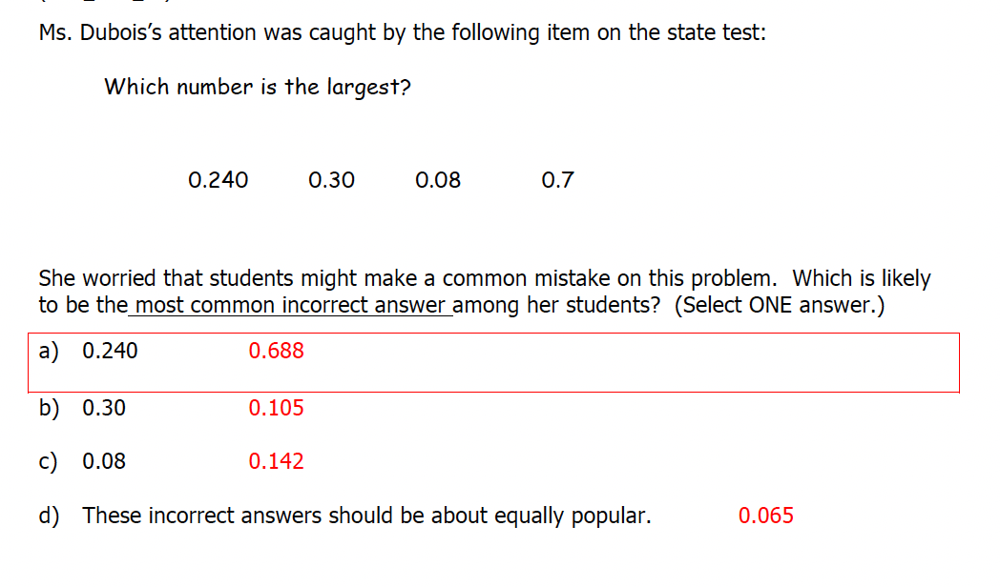 Ms. Dubois's attention was caught by the following item on the state test:
Which number is the largest?
0.240 0.30 0.08 0.7
She worried that students might make a common mistake on this problem. Which is likely
to be the most common incorrect answer among her students? (Select ONE answer.)
a) 0.240 0.688
b) 0.30 0.105
c) 0.08 0.142
d) These incorrect answers should be about equally popular. 0.065